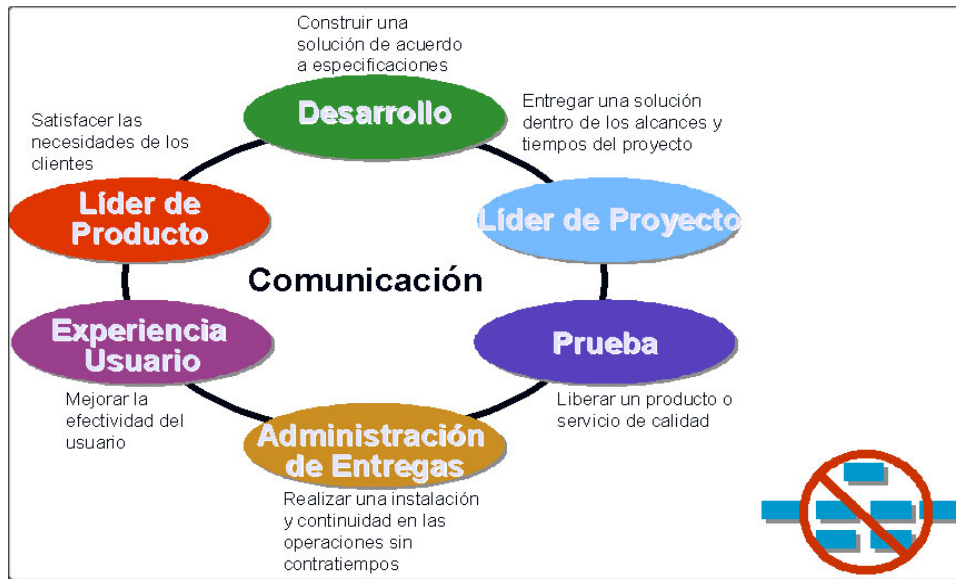 Construir una
solución de acuerdo
a especificaciones
Desarrollo
Entregar una solución
dentro de los alcances y
tiempos del proyecto
Líder de Proyecto
Satisfacer las
necesidades de los
clientes
Líder de
Producto
Comunicación
Experiencia
Usuario
Mejorar la
efectividad del
usuario
Prueba
Liberar un producto o
servicio de calidad
Administración
de Entregas
Realizar una instalación
y continuidad en las
operaciones sin
contratiempos